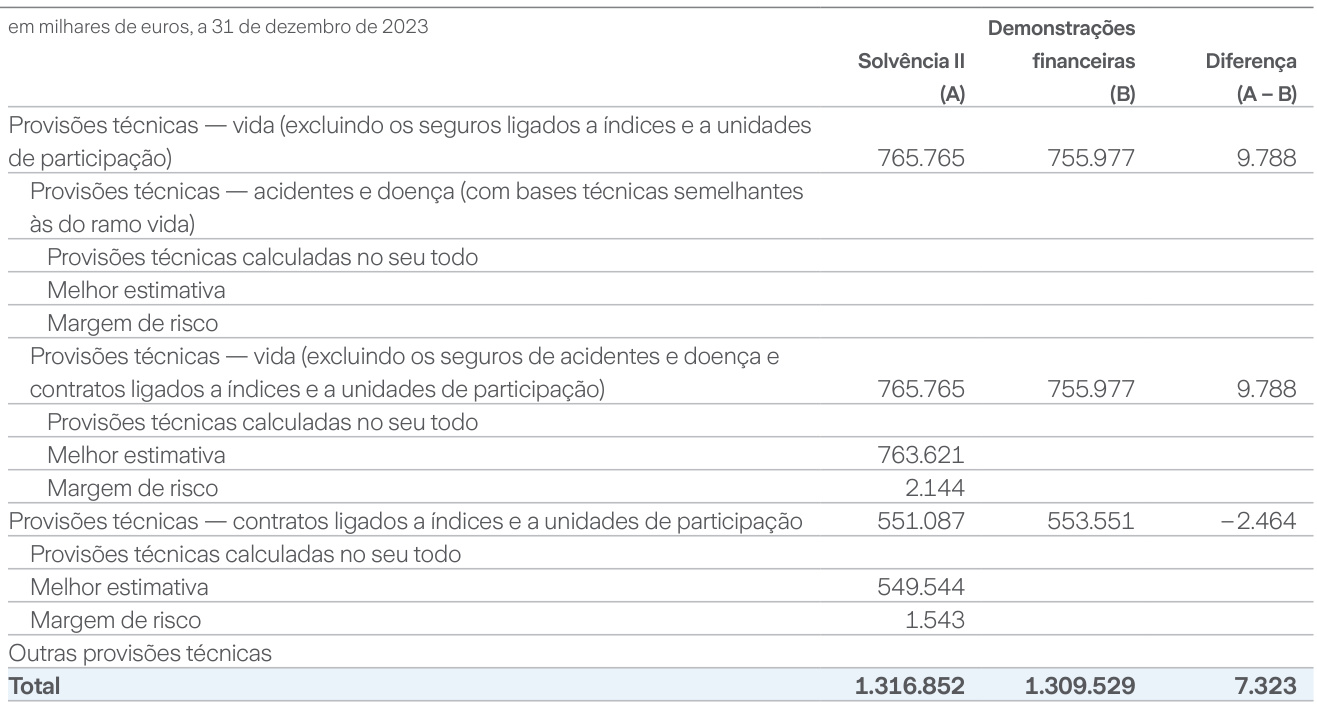 em milhares de euros, a 31 de dezembro de 2023
Demonstrações
Solvência II financeiras Diferença
(A) (B) (A – B)
Provisões técnicas — vida (excluindo os seguros ligados a índices e a unidades
de participação) 765.765 755.977 9.788
Provisões técnicas — acidentes e doença (com bases técnicas semelhantes
às do ramo vida)
Provisões técnicas calculadas no seu todo
Melhor estimativa
Margem de risco
Provisões técnicas — vida (excluindo os seguros de acidentes e doença e
contratos ligados a índices e a unidades de participação) 765.765 755.977 9.788
Provisões técnicas calculadas no seu todo
Melhor estimativa 763.621
Margem de risco 2.144
Provisões técnicas — contratos ligados a índices e a unidades de participação 551.087 553.551 –2.464
Provisões técnicas calculadas no seu todo
Melhor estimativa 549.544
Margem de risco 1.543
Outras provisões técnicas
Total 1.316.852 1.309.529 7.323